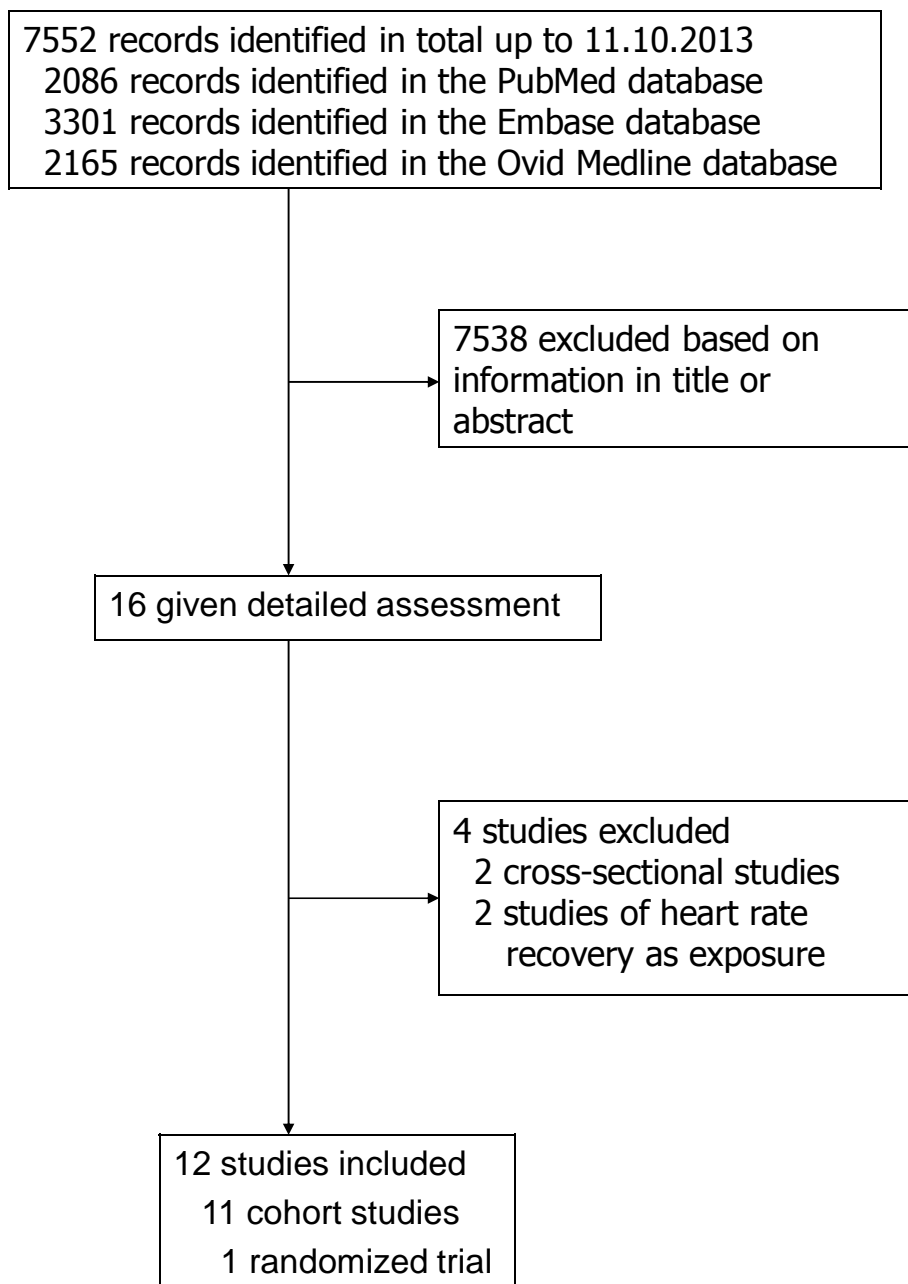 7552 records identified in total up to 11.10.2013
2086 records identified in the PubMed database
3301 records identified in the Embase database
2165 records identified in the Ovid Medline database
7538 excluded based on
information in title or
abstract
16 given detailed assessment
4 studies excluded
2 cross-sectional studies
2 studies of heart rate
recovery as exposure
12 studies included
11 cohort studies
1 randomized trial